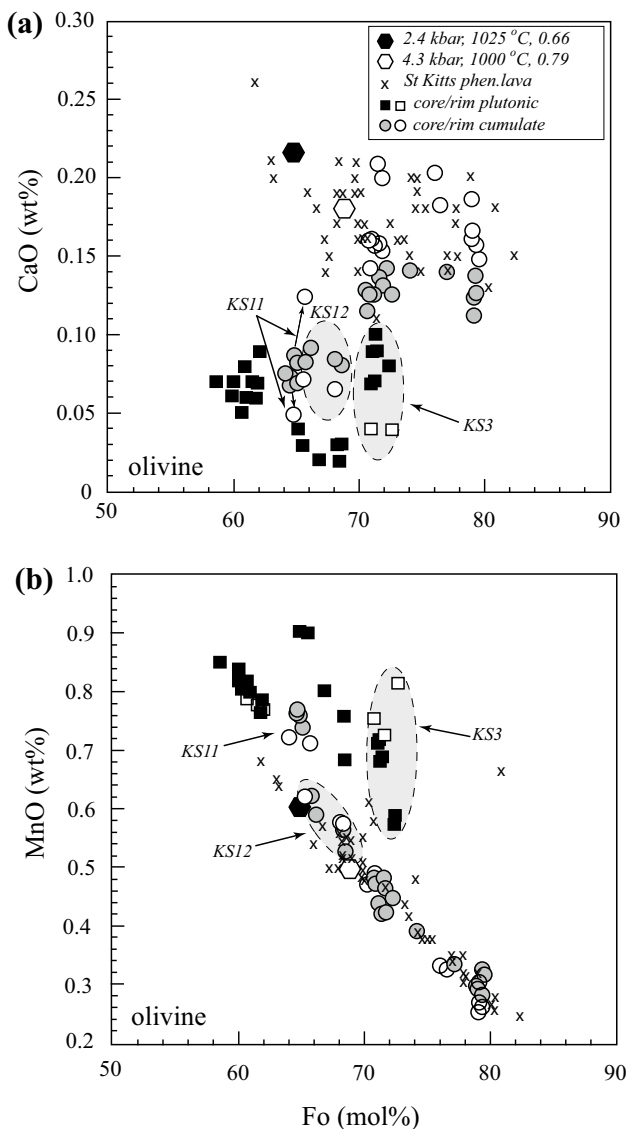 (a)
2.4 kbar, 1025 °C, 0.66
4.3 kbar, 1000 °C, 0.79
x St Kitts phen.lava
core/rim plutonic
core/rim cumulate
0.30
0.25
0.20
0.15
0.10
0.05
0
CaO (wt%)
KS11
KS12
KS3
olivine
50
60
70
80
90
(b)
1.0
0.9
0.8
0.7
0.6
0.5
0.4
0.3
0.2
MnO (wt%)
KS11
KS3
KS12
olivine
50
60
70
80
90
Fo (mol%)